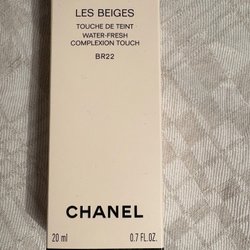 LES BEIGES
TOUCHE DE TEINT
WATER-FRESH
COMPLEXION TOUCH
BR22
CHANEL
20 ml 0.7 FL.OZ.